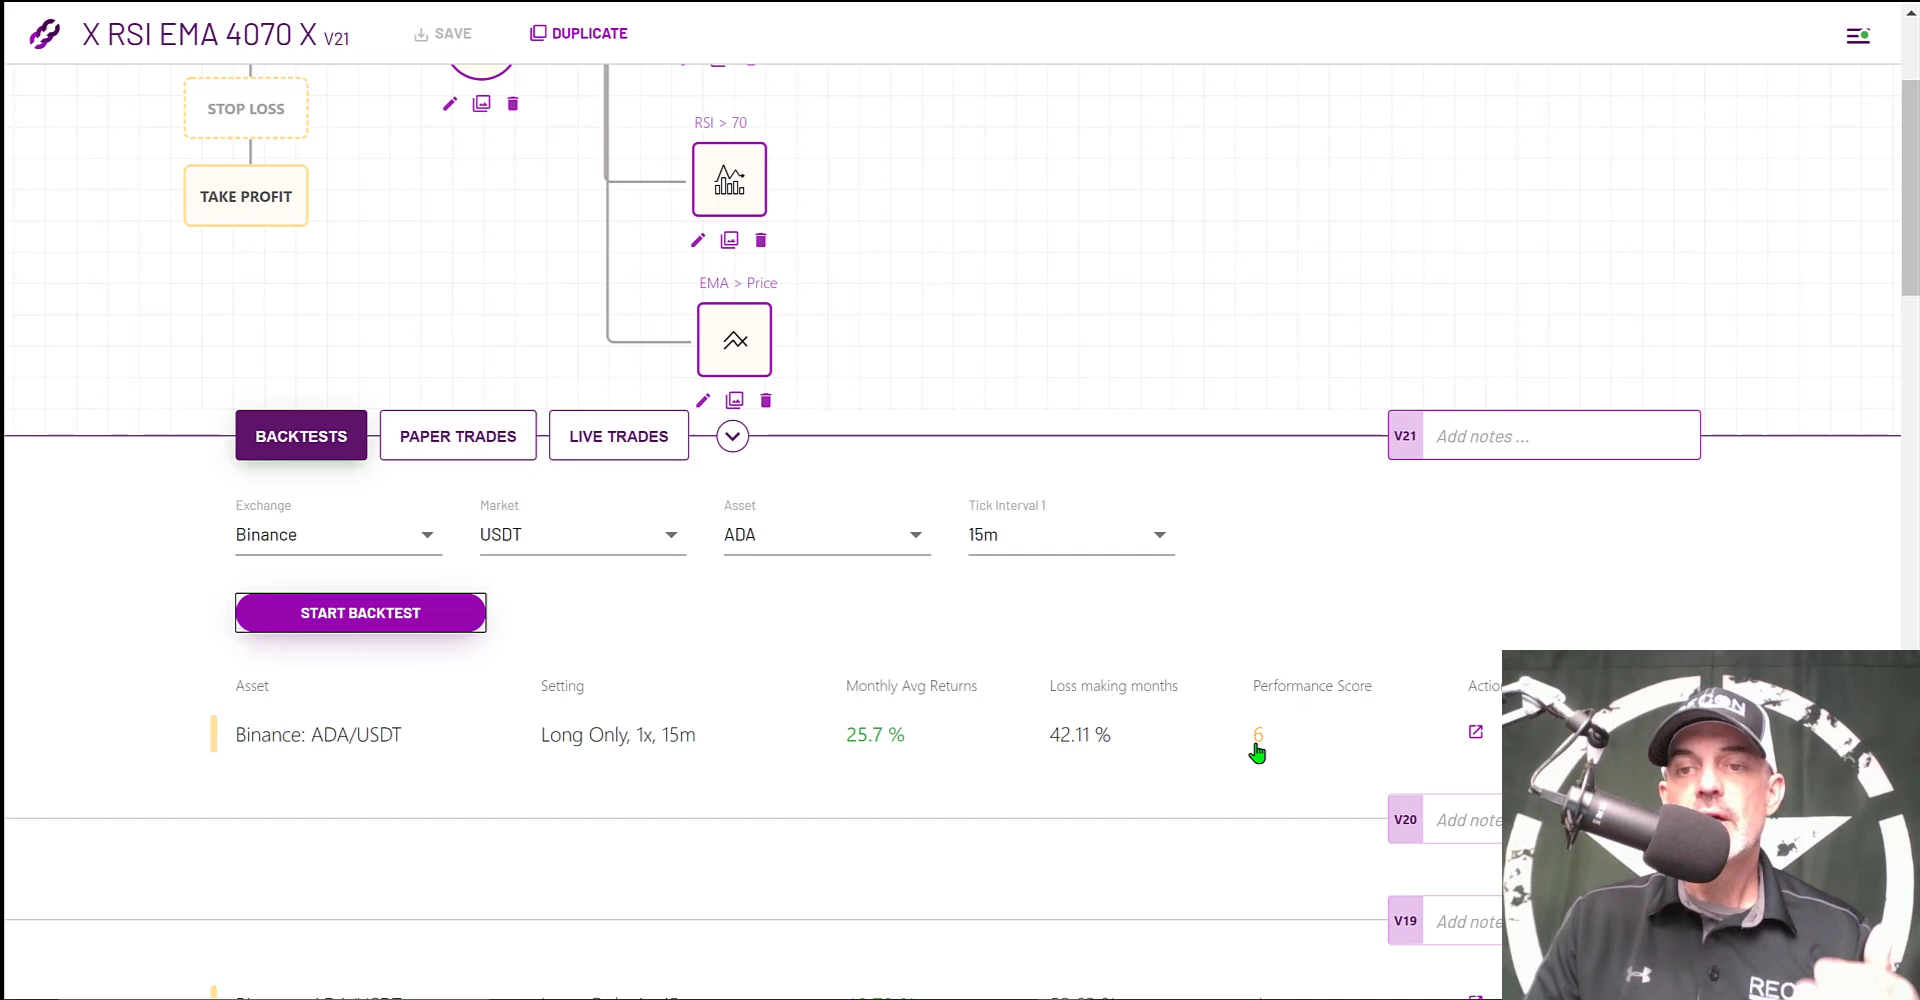 X RSI EMA 4070 X V21
SAVE
DUPLICATE
STOP LOSS
TAKE PROFIT
RSI > 70
EMA > Price
BACKTESTS
PAPER TRADES
LIVE TRADES
V21
Add notes ...
Exchange
Market
Asset
Tick Interval 1
Binance
USDT
ADA
15m
START BACKTEST
Asset
Setting
Monthly Avg Returns
Loss making months
Performance Score
Actio
Binance: ADA/USDT
Long Only, 1x, 15m
25.7 %
42.11 %
6
V20
Add note
V19
Add note